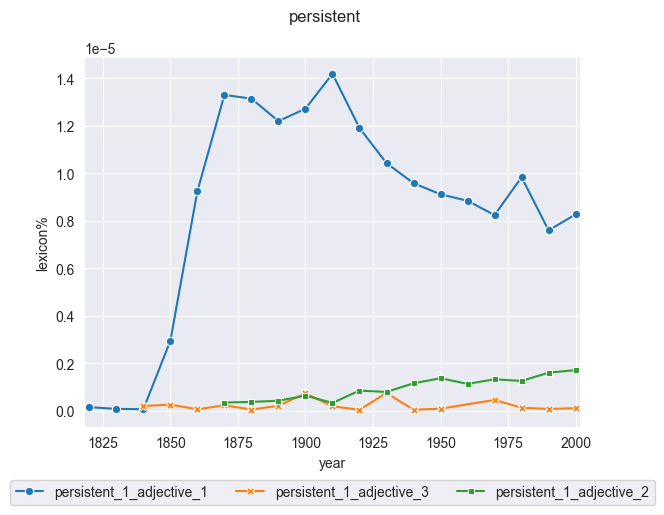 persistent
1e−5
1.4
1.2
1.0
0.8
0.6
0.4
0.2
0.0
lexicon%
1825 1850 1875 1900 1925 1950 1975 2000
year
persistent_1_adjective_1 persistent_1_adjective_3 persistent_1_adjective_2